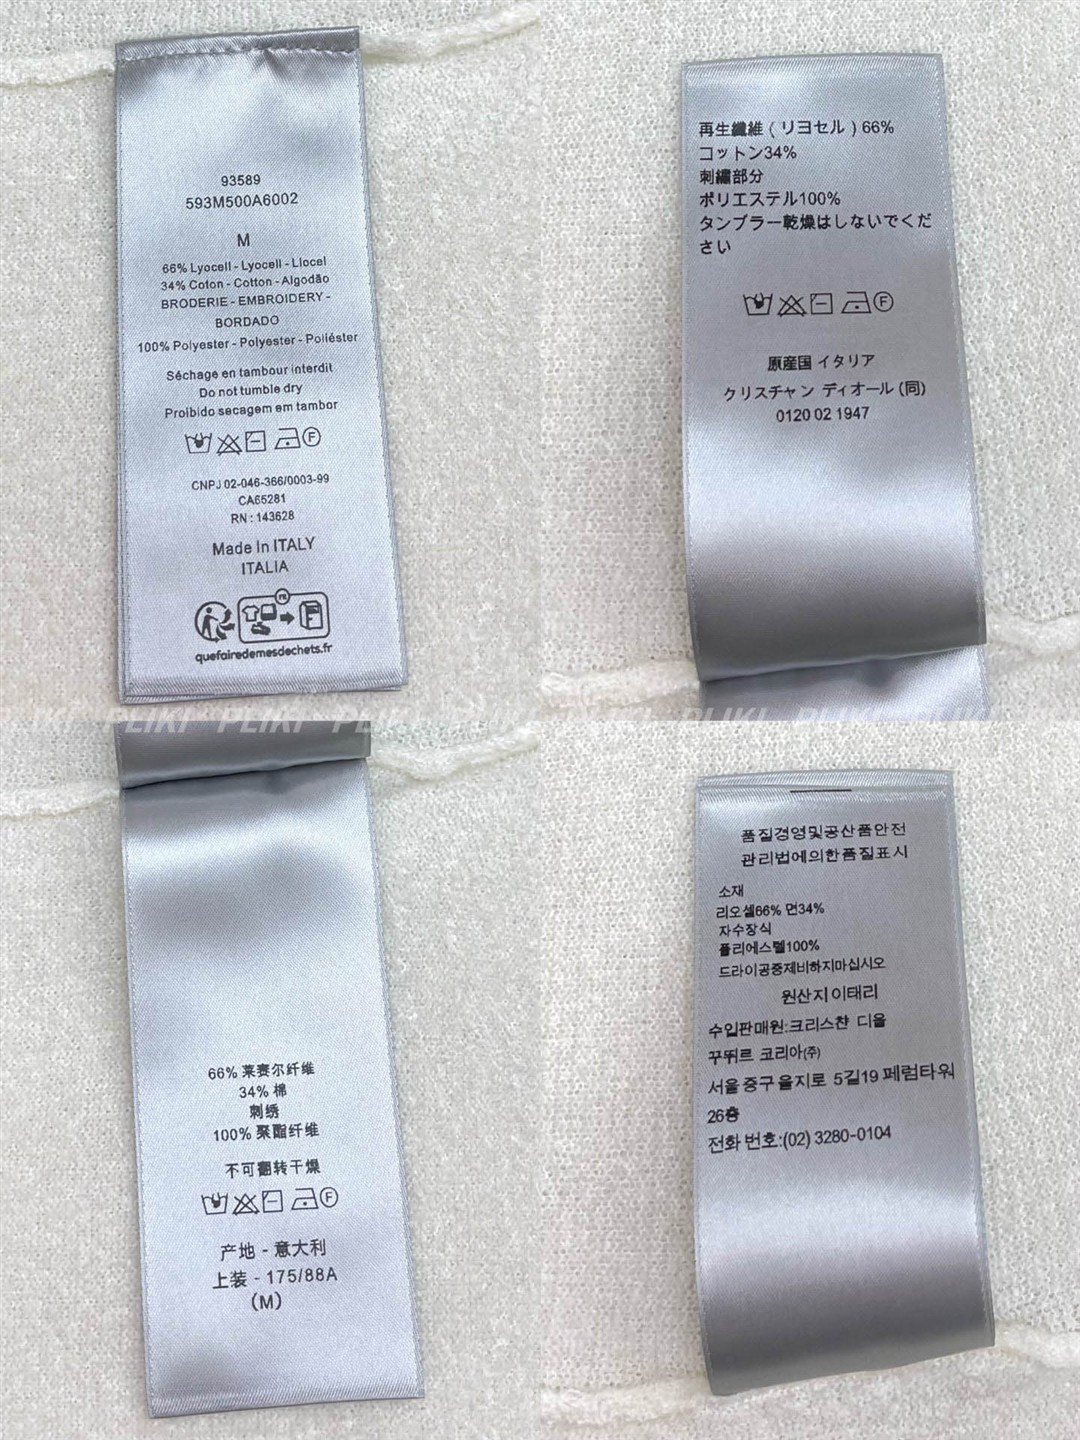 93589
593M500A6002
M
66% Lyocell - Lyocell - Liocel
34% Coton - Cotton - Algodão
BRODERIE - EMBROIDERY -
BORDADO
100% Polyester - Polyester - Poliéster
Séchage en tambour interdit
Do not tumble dry
Proibido secagem em tambor
F
CNPJ 02-046-366/0003-99
CA65281
RN : 143628
Made In ITALY
ITALIA
FR
quefairedemesdechets.fr
再生繊維 ( リヨセル ) 66%
コットン34%
刺繍部分
ポリエステル100%
タンブラー乾燥はしないでくだ
さい
F
原産国 イタリア
クリスチャン ディオール (同)
0120 02 1947
PLIKI PLIKI PLIKI PLIKI PLIKI
66% 莱赛尔纤维
34% 棉
刺绣
100% 聚酯纤维
不可翻转干燥
F
产地 - 意大利
上装 - 175/88A
(M)
품질경영및공산품안전
관리법에의한품질표시
소재
리오셀66% 면34%
자수장식
폴리에스텔100%
드라이공중제비하지마십시오
원산지 이태리
수입판매원:크리스챤 디올
꾸뛰르 코리아(주)
서울 중구 을지로 5길19 페럼타워
26층
전화 번호:(02) 3280-0104